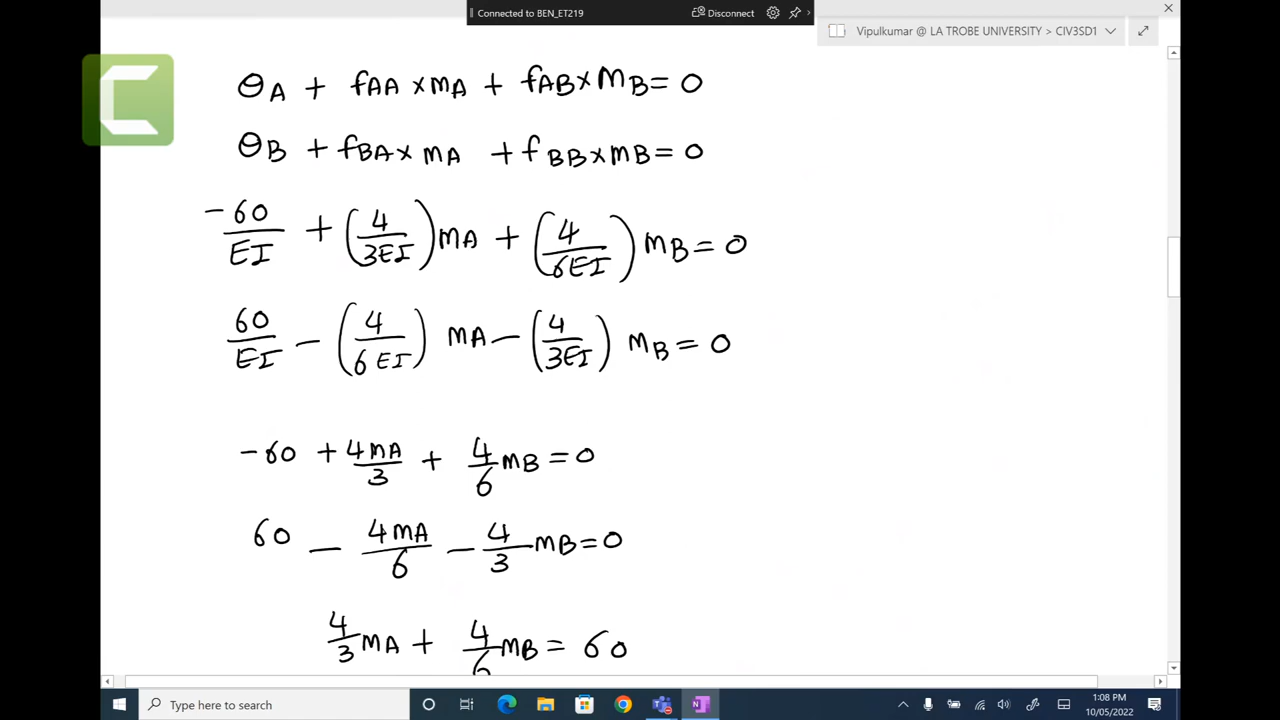 Connected to BEN_ET219 Disconnect
Vipulkumar @ LA TROBE UNIVERSITY > CIV3SD1
θA + fAA × MA + fAB × MB = 0
θB + fBA × MA + fBB × MB = 0
-60/EI + (4/3EI) MA + (4/6EI) MB = 0
60/EI - (4/6EI) MA - (4/3EI) MB = 0
-60 + 4MA/3 + 4/6 MB = 0
60 - 4MA/6 - 4/3 MB = 0
4/3 MA + 4/6 MB = 60
Type here to search
1:08 PM
10/05/2022